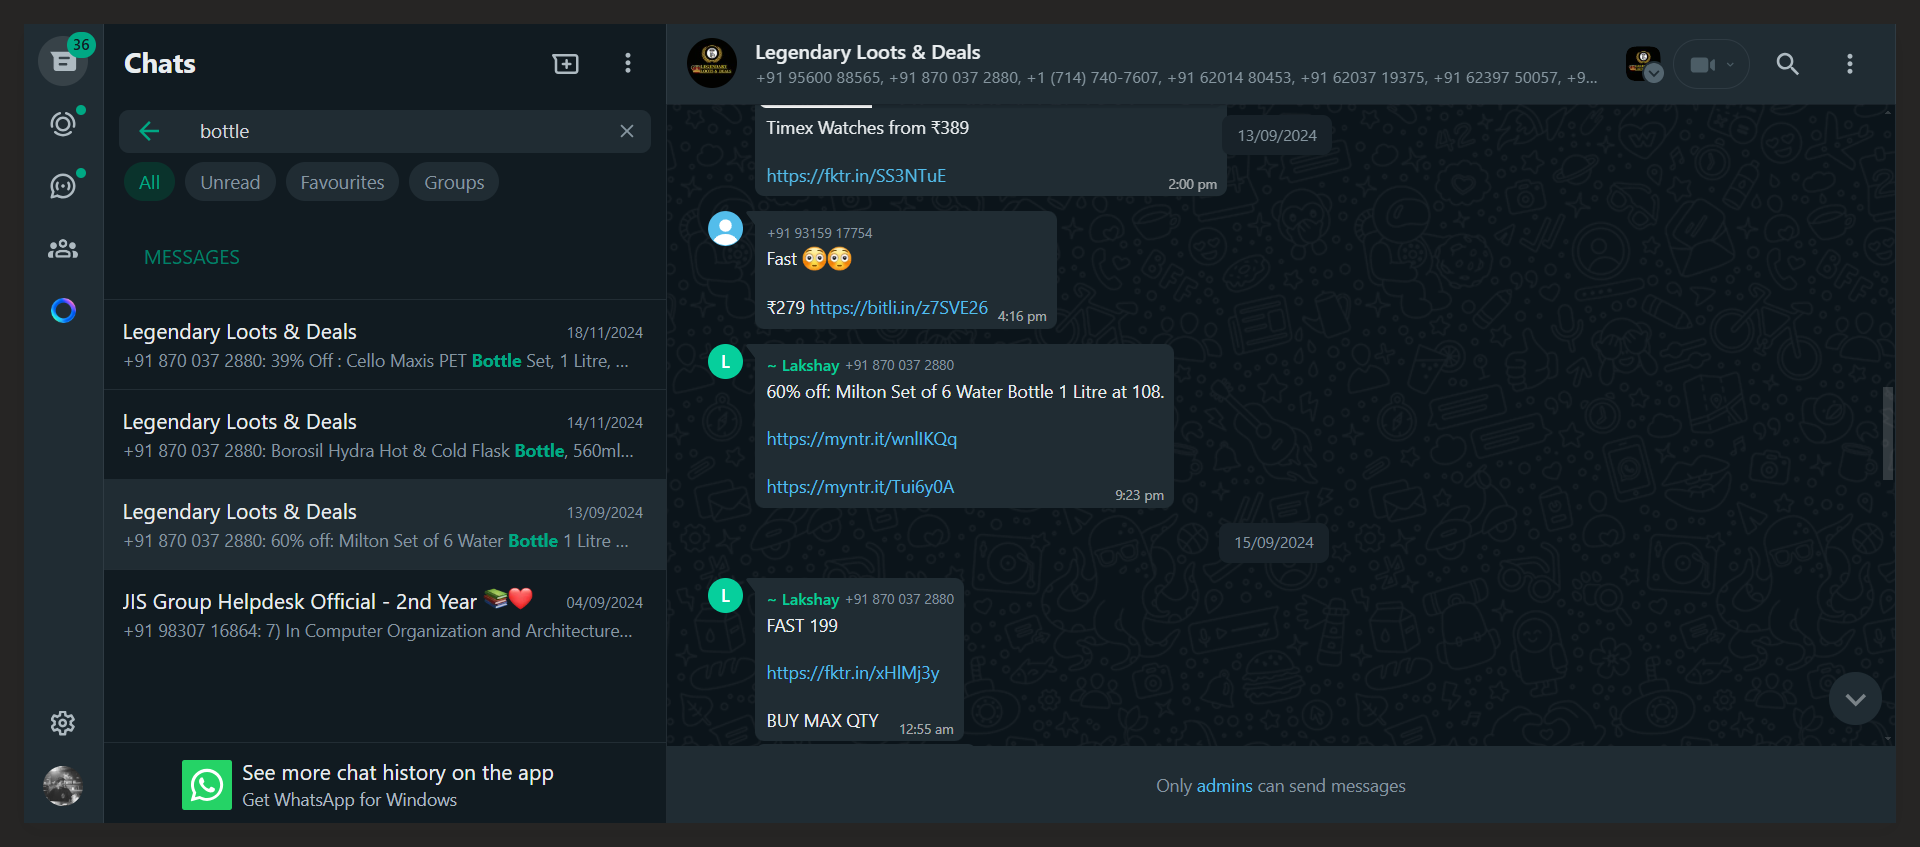 36
Chats
bottle
All
Unread
Favourites
Groups
MESSAGES
Legendary Loots & Deals
18/11/2024
+91 870 037 2880: 39% Off : Cello Maxis PET Bottle Set, 1 Litre, ...
Legendary Loots & Deals
14/11/2024
+91 870 037 2880: Borosil Hydra Hot & Cold Flask Bottle, 560ml...
Legendary Loots & Deals
13/09/2024
+91 870 037 2880: 60% off: Milton Set of 6 Water Bottle 1 Litre ...
JIS Group Helpdesk Official - 2nd Year 📚❤️
04/09/2024
+91 98307 16864: 7) In Computer Organization and Architecture...
See more chat history on the app
Get WhatsApp for Windows
Legendary Loots & Deals
+91 95600 88565, +91 870 037 2880, +1 (714) 740-7607, +91 62014 80453, +91 62037 19375, +91 62397 50057, +9...
13/09/2024
Timex Watches from ₹389
https://fktr.in/SS3NTuE
2:00 pm
+91 93159 17754
Fast 😳😳
₹279 https://bitli.in/z7SVE26
4:16 pm
L
~ Lakshay +91 870 037 2880
60% off: Milton Set of 6 Water Bottle 1 Litre at 108.
https://myntr.it/wnlIKQq
https://myntr.it/Tui6y0A
9:23 pm
15/09/2024
L
~ Lakshay +91 870 037 2880
FAST 199
https://fktr.in/xHlMj3y
BUY MAX QTY
12:55 am
Only admins can send messages